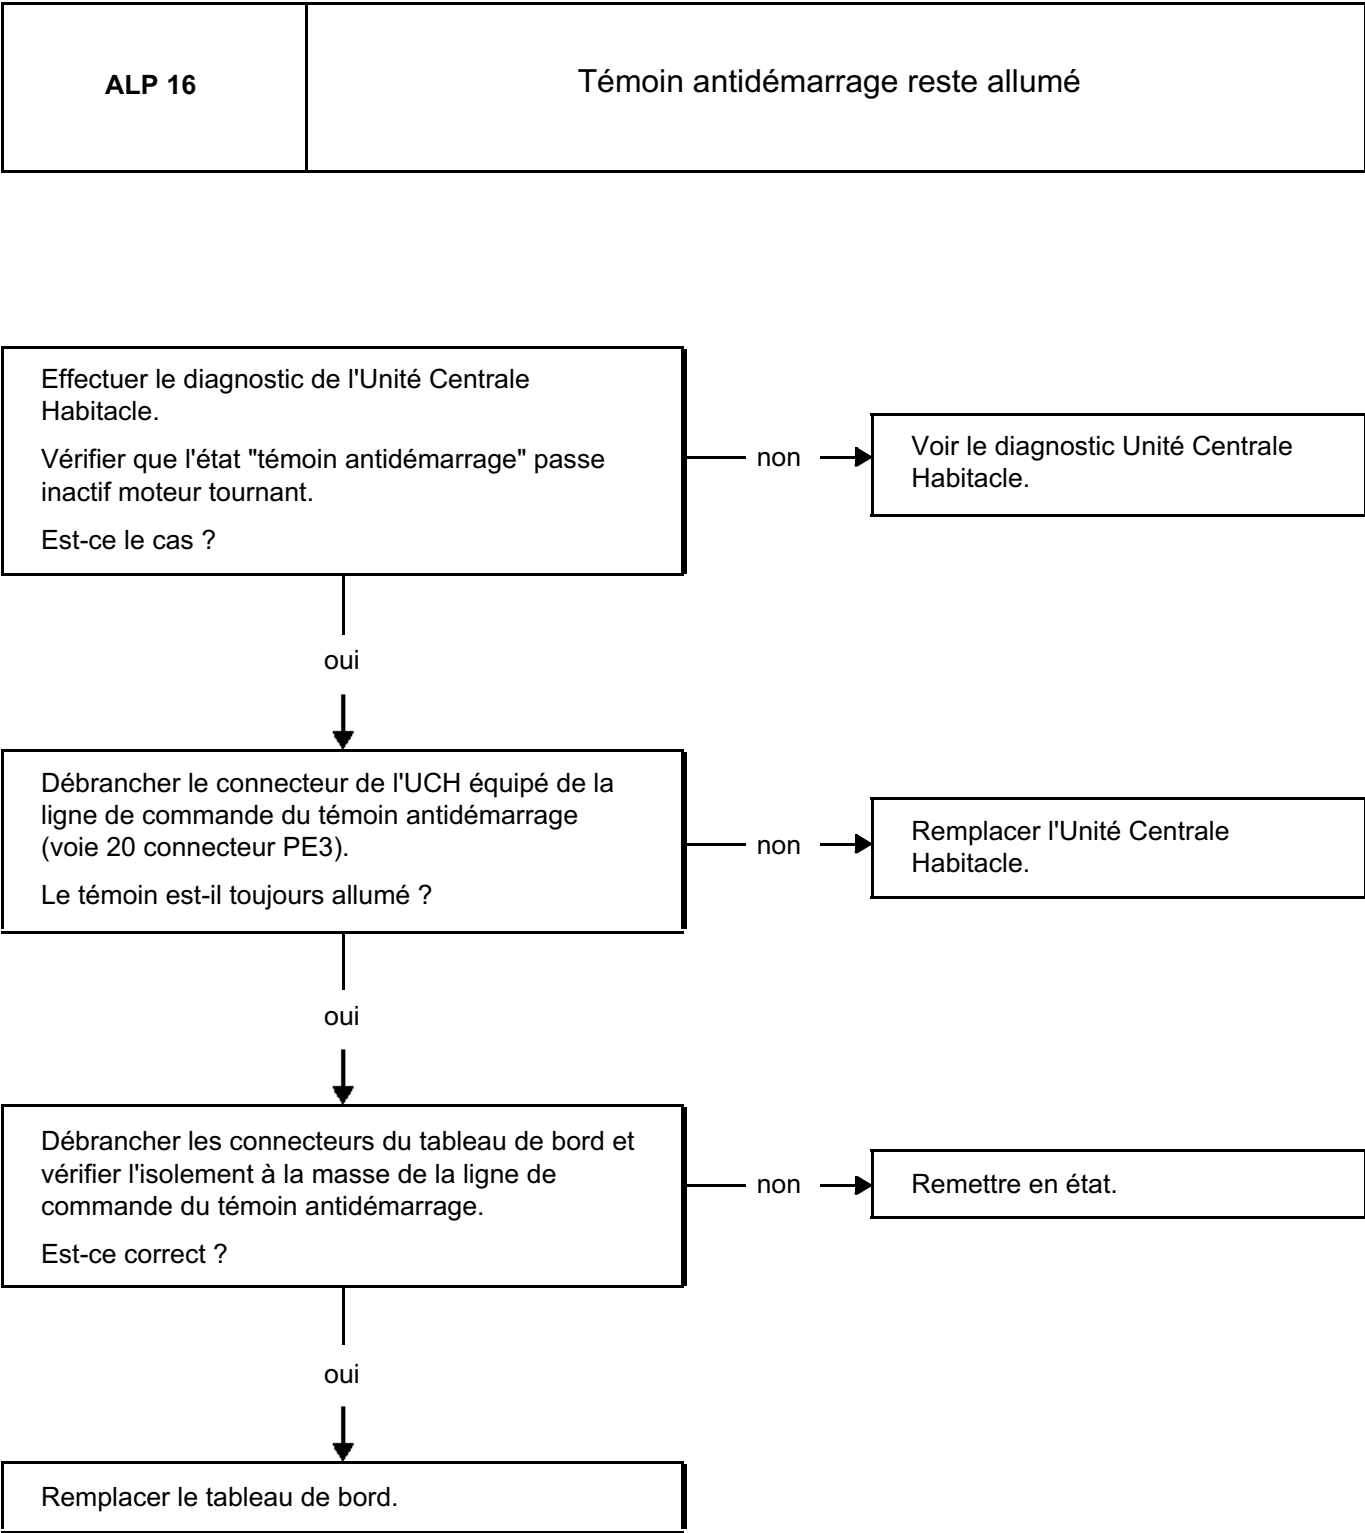 ALP 16
Témoin antidémarrage reste allumé
Effectuer le diagnostic de l'Unité Centrale
Habitacle.
Vérifier que l'état "témoin antidémarrage" passe
inactif moteur tournant.
Est-ce le cas ?
non
Voir le diagnostic Unité Centrale
Habitacle.
oui
Débrancher le connecteur de l'UCH équipé de la
ligne de commande du témoin antidémarrage
(voie 20 connecteur PE3).
Le témoin est-il toujours allumé ?
non
Remplacer l'Unité Centrale
Habitacle.
oui
Débrancher les connecteurs du tableau de bord et
vérifier l'isolement à la masse de la ligne de
commande du témoin antidémarrage.
Est-ce correct ?
non
Remettre en état.
oui
Remplacer le tableau de bord.